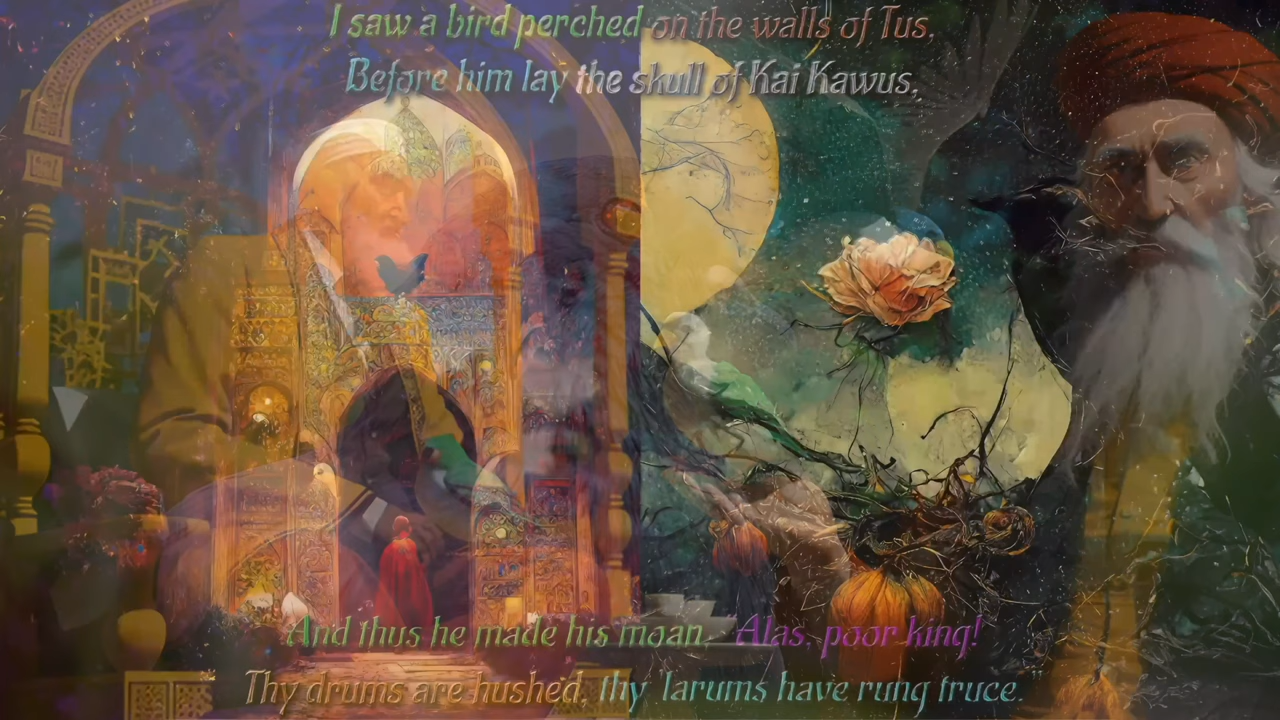 I saw a bird perched on the walls of Tus,
Before him lay the skull of Kai Kawus,
And thus he made his moan, "Alas, poor king!
Thy drums are hushed, thy 'larums have rung truce."